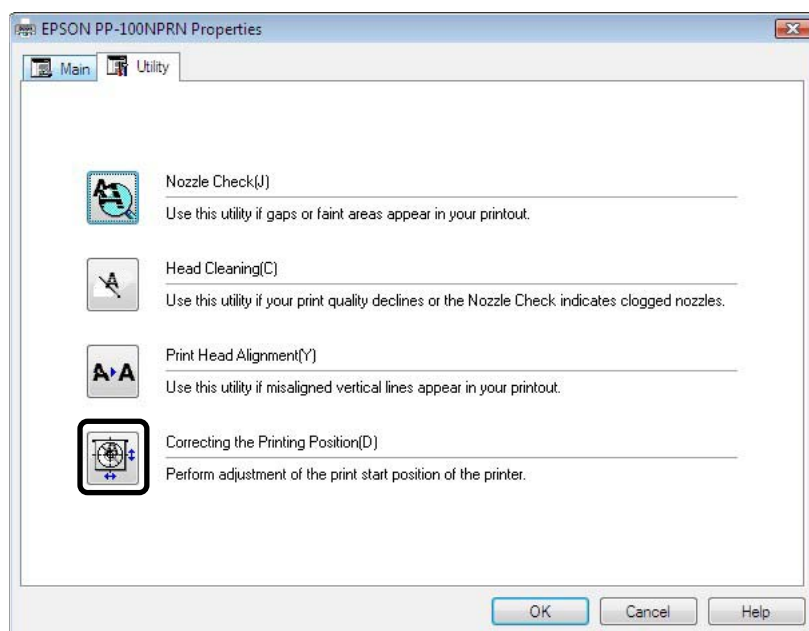 EPSON PP-100NPRN Properties
Main
Utility
Nozzle Check(J)
Use this utility if gaps or faint areas appear in your printout.
Head Cleaning(C)
Use this utility if your print quality declines or the Nozzle Check indicates clogged nozzles.
Print Head Alignment(Y)
Use this utility if misaligned vertical lines appear in your printout.
Correcting the Printing Position(D)
Perform adjustment of the print start position of the printer.
OK Cancel Help